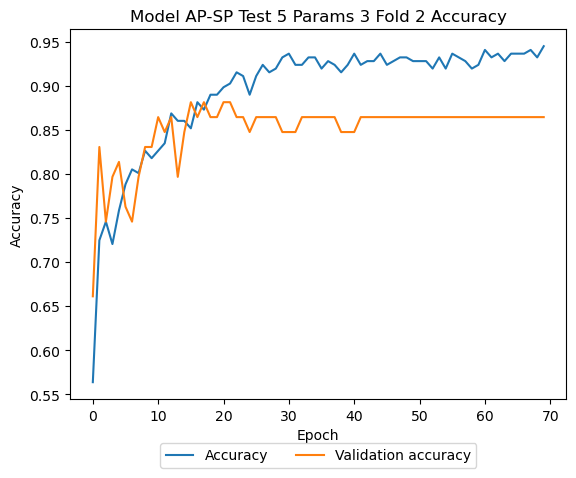 Model AP-SP Test 5 Params 3 Fold 2 Accuracy
0.95
0.90
0.85
0.80
0.75
0.70
0.65
0.60
0.55
Accuracy
0 10 20 30 40 50 60 70
Epoch
Accuracy Validation accuracy